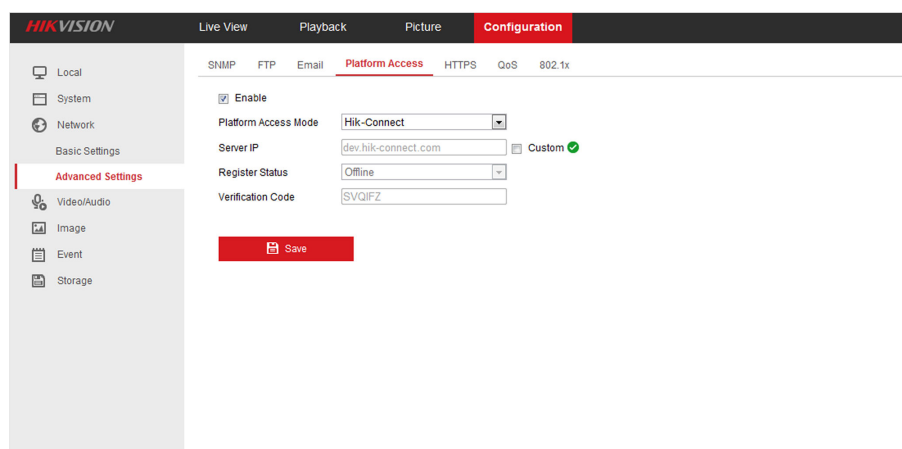 HIKVISION Live View Playback Picture Configuration
SNMP FTP Email Platform Access HTTPS QoS 802.1x
Local
System
Network
Basic Settings
Advanced Settings
Video/Audio
Image
Event
Storage
Enable
Platform Access Mode Hik-Connect
Server IP dev.hik-connect.com Custom
Register Status Offline
Verification Code SVQIFZ
Save